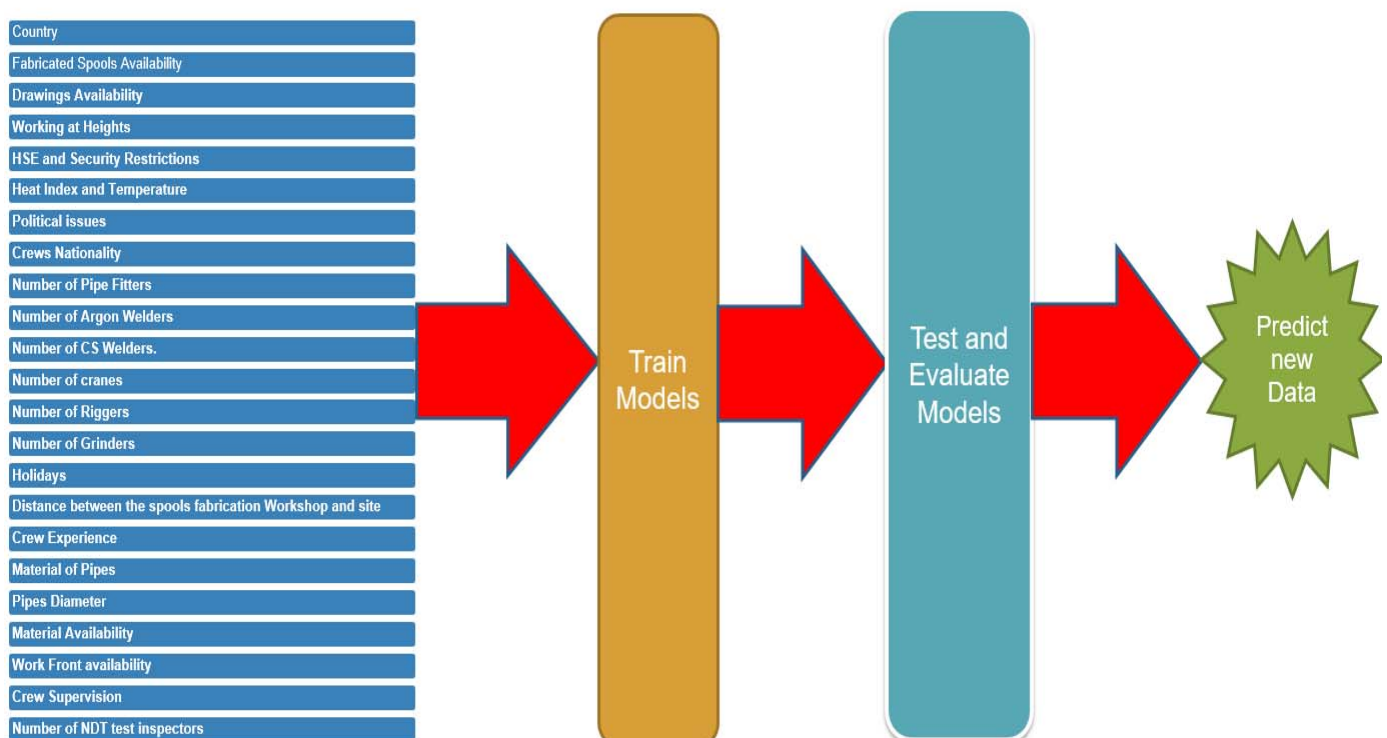 Country
Fabricated Spools Availability
Drawings Availability
Working at Heights
HSE and Security Restrictions
Heat Index and Temperature
Political issues
Crews Nationality
Number of Pipe Fitters
Number of Argon Welders
Number of CS Welders.
Number of cranes
Number of Riggers
Number of Grinders
Holidays
Distance between the spools fabrication Workshop and site
Crew Experience
Material of Pipes
Pipes Diameter
Material Availability
Work Front availability
Crew Supervision
Number of NDT test inspectors
Train
Models
Test and
Evaluate
Models
Predict
new
Data